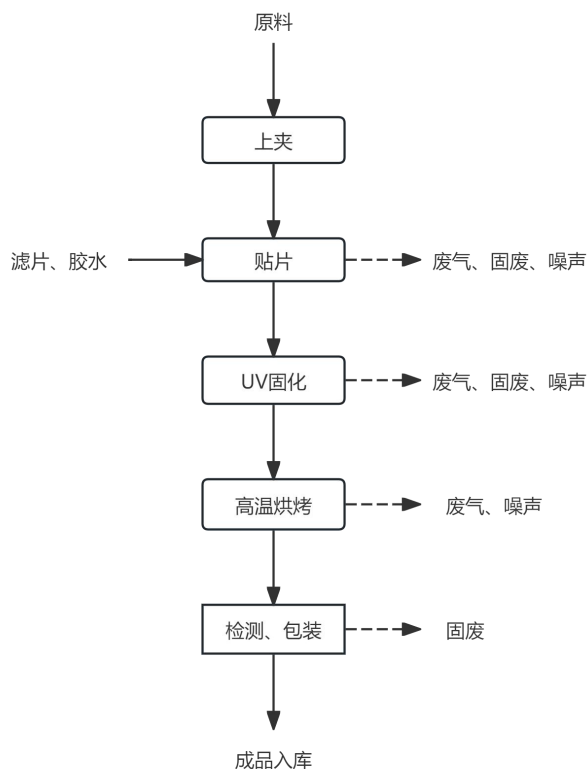 原料
上夹
滤片、胶水
贴片
废气、固废、噪声
UV固化
废气、固废、噪声
高温烘烤
废气、噪声
检测、包装
固废
成品入库